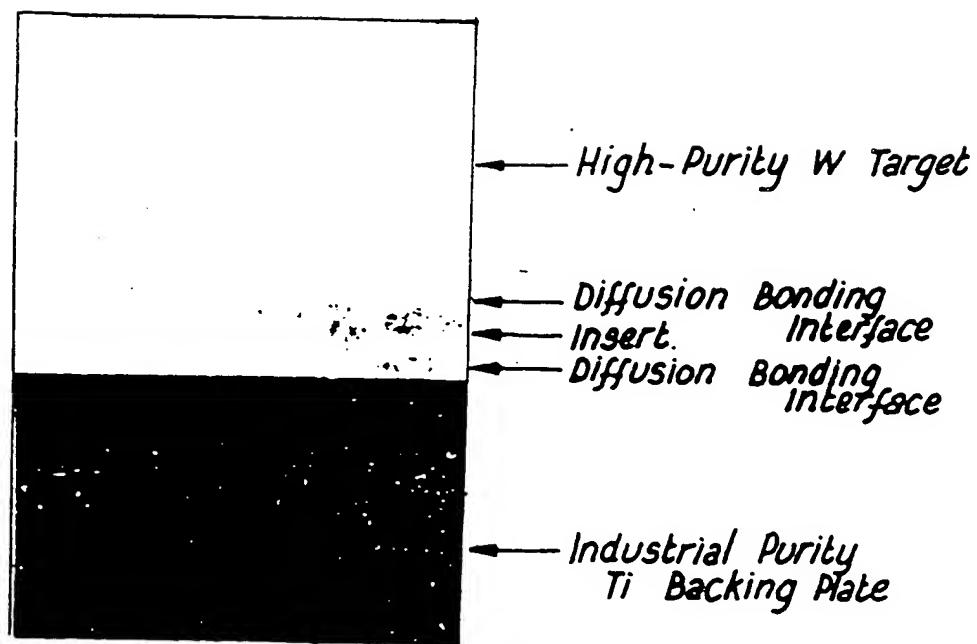 High-Purity W Target
Diffusion Bonding
Interface
Insert.
Diffusion Bonding
Interface
Industrial Purity
Ti Backing Plate